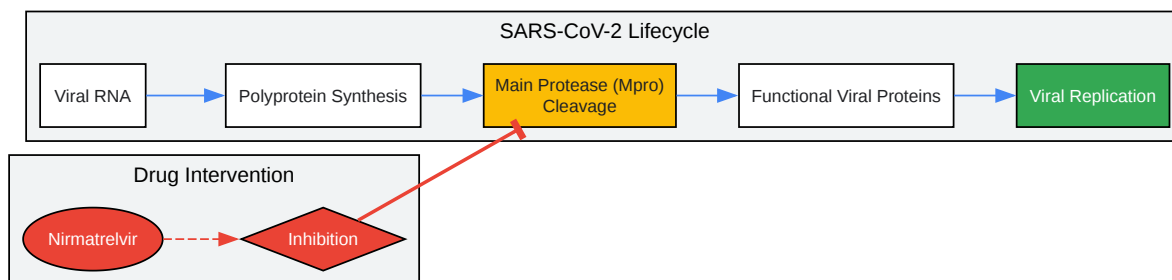 SARS-CoV-2 Lifecycle
Viral RNA
Polyprotein Synthesis
Main Protease (Mpro)
Cleavage
Functional Viral Proteins
Viral Replication
Drug Intervention
Nirmatrelvir
Inhibition